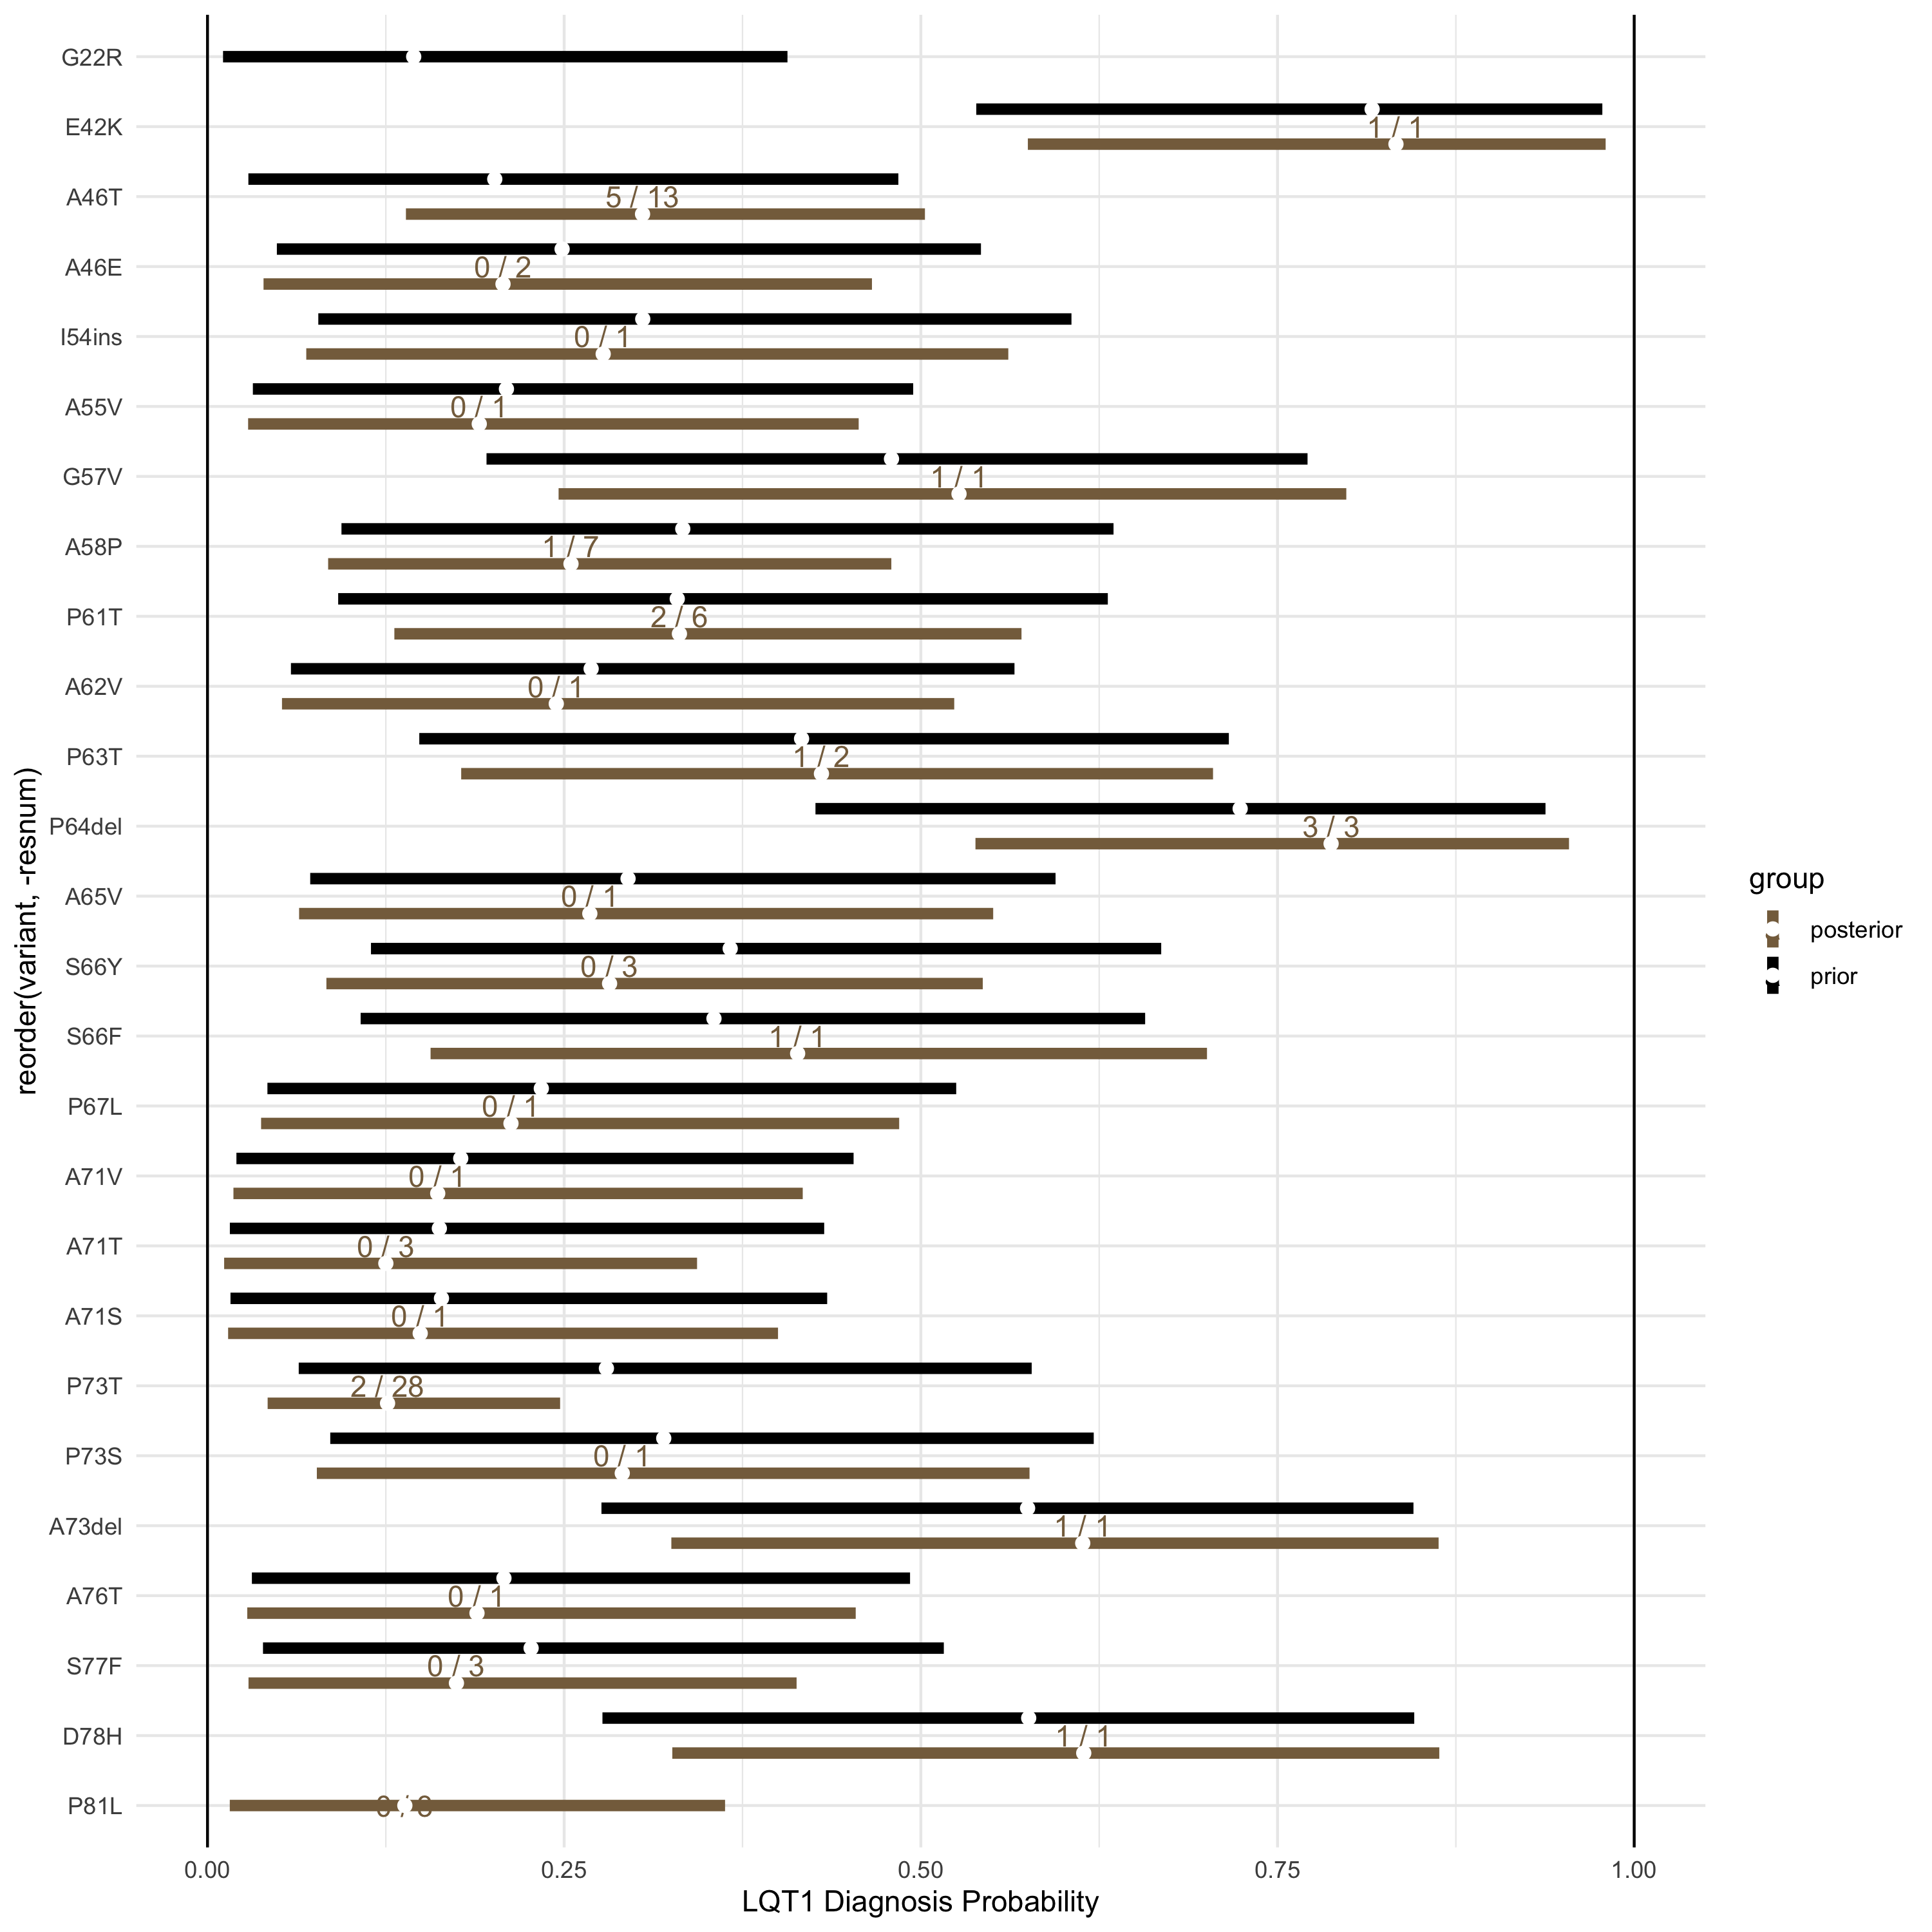 G22R
E42K
1 / 1
A46T
5 / 13
A46E
0 / 2
I54ins
0 / 1
A55V
0 / 1
G57V
1 / 1
A58P
1 / 7
P61T
2 / 6
A62V
0 / 1
P63T
1 / 2
P64del
3 / 3
A65V
0 / 1
S66Y
0 / 3
S66F
1 / 1
P67L
0 / 1
A71V
0 / 1
A71T
0 / 3
A71S
0 / 1
P73T
2 / 28
P73S
0 / 1
A73del
1 / 1
A76T
0 / 1
S77F
0 / 3
D78H
1 / 1
P81L
0.00
0.25
0.50
0.75
1.00
LQT1 Diagnosis Probability
reorder(variant, -resnum)
group
posterior
prior